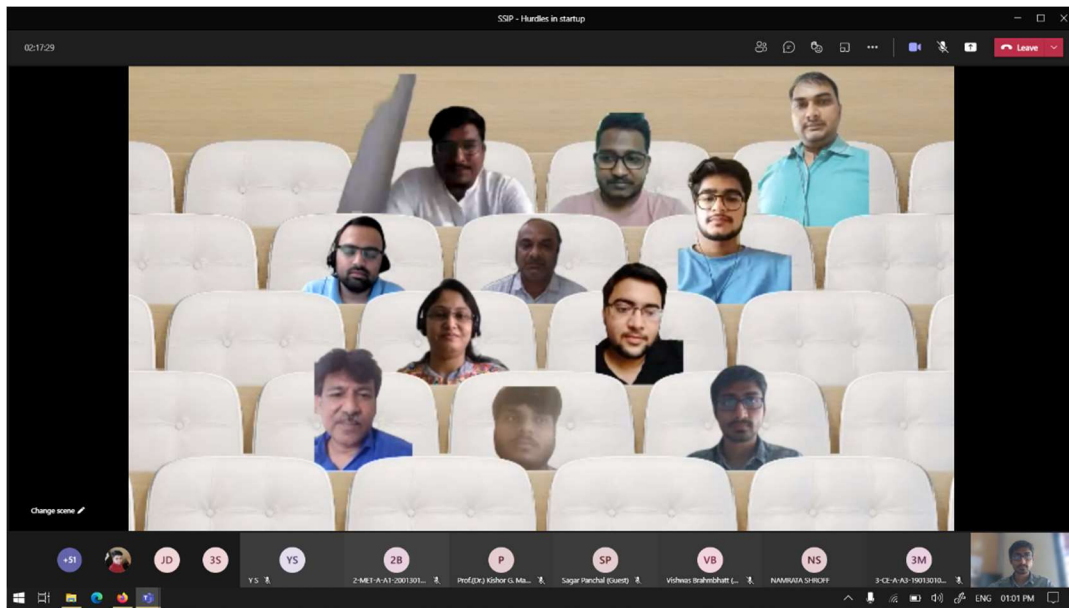 SSIP - Hurdles in startup
02:17:29
Leave
Change scene
+51
JD
3S
YS
Y S
2B
2-MET-A-A1-2001301...
P
Prof.(Dr.) Kishor G. Ma...
SP
Sagar Panchal (Guest)
VB
Vishwas Brahmbhatt (...
NS
NAMRATA SHROFF
3M
3-CE-A-A3-19013010...
ENG
01:01 PM